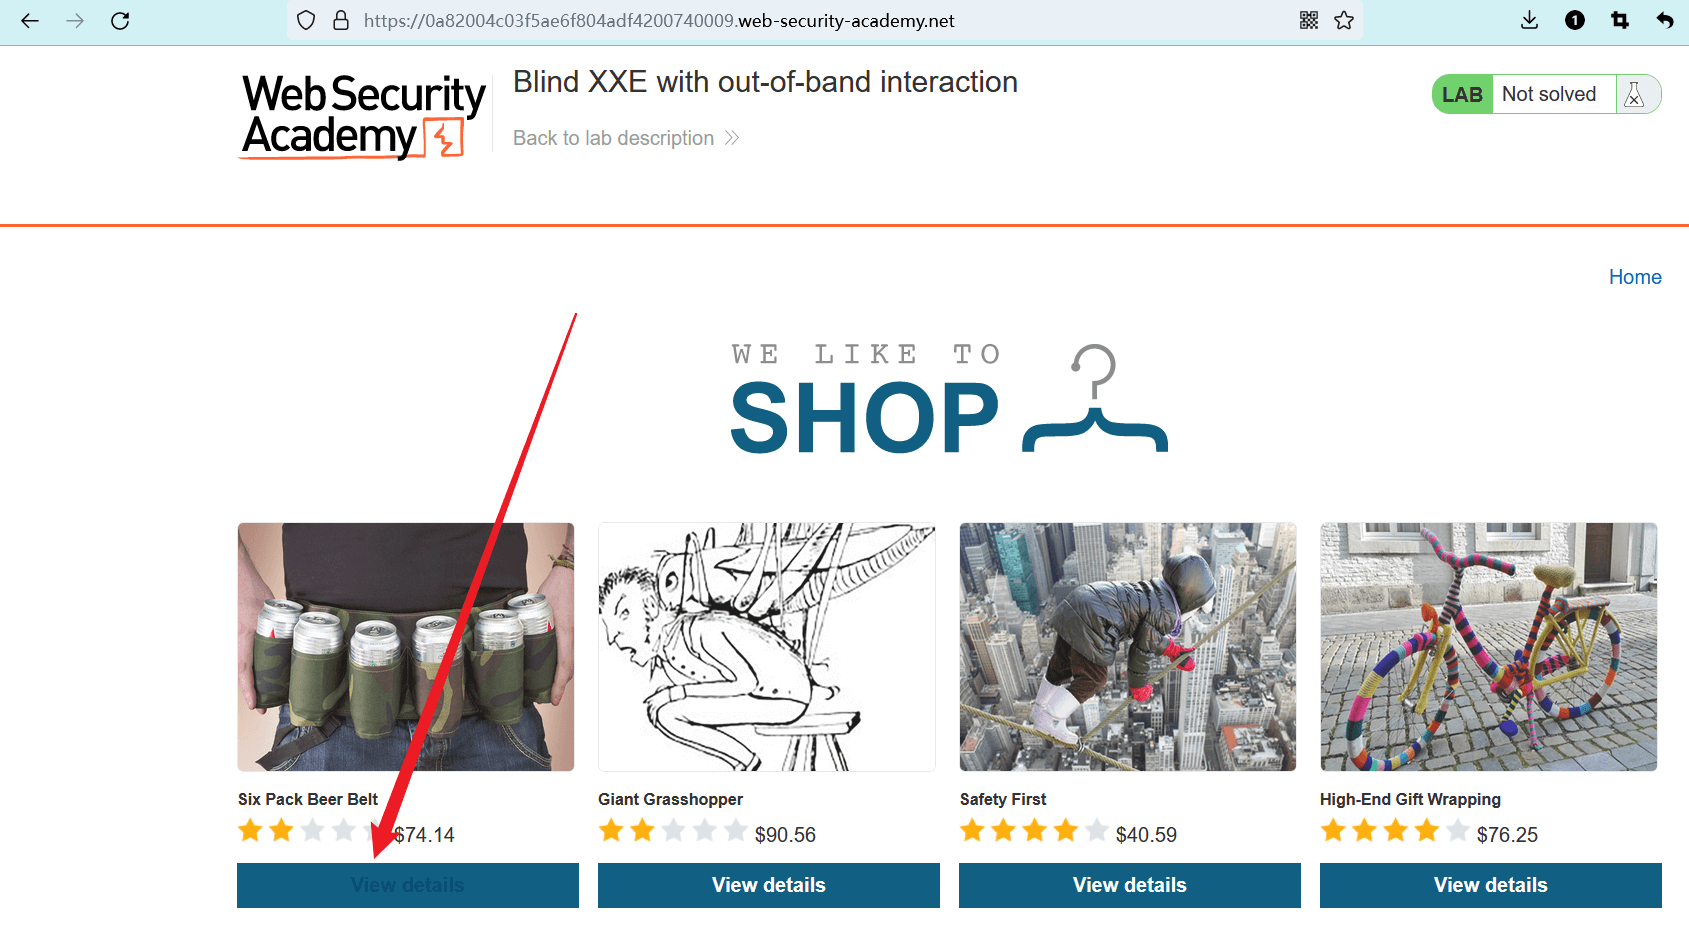 https://0a82004c03f5ae6f804adf4200740009.web-security-academy.net
1
Web Security
Academy
Blind XXE with out-of-band interaction
Back to lab description
LAB Not solved
Home
WE LIKE TO
SHOP
Six Pack Beer Belt
$74.14
View details
Giant Grasshopper
$90.56
View details
Safety First
$40.59
View details
High-End Gift Wrapping
$76.25
View details